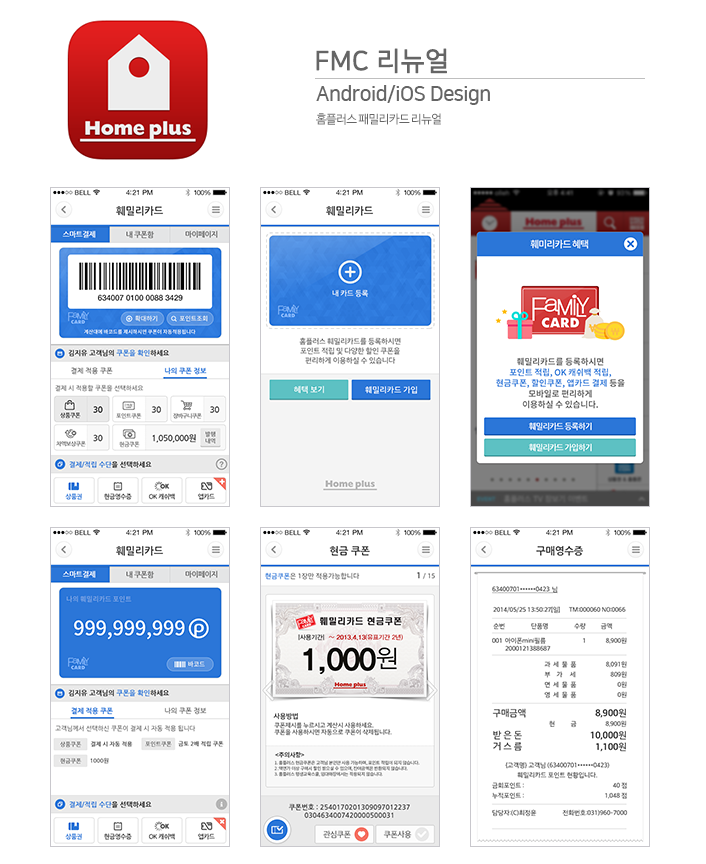 Home plus
FMC 리뉴얼
Android/iOS Design
홈플러스 패밀리카드 리뉴얼
BELL 4:21 PM 100%
훼밀리카드
스마트결제 내 쿠폰함 마이페이지
634007 0100 0088 3429
FAMILY CARD
확대하기 포인트조회
계산대에 바코드를 제시하시면 쿠폰이 자동적용됩니다
김지유 고객님의 쿠폰을 확인하세요
결제 적용 쿠폰 나의 쿠폰 정보
결제 시 적용할 쿠폰을 선택하세요
상품쿠폰 30 포인트쿠폰 30 장바구니쿠폰 30
차액보상쿠폰 30 현금쿠폰 1,050,000원 발행내역
결제/적립 수단을 선택하세요 ?
상품권 현금영수증 OK 캐쉬백 앱카드
BELL 4:21 PM 100%
훼밀리카드
내 카드 등록
FAMILY CARD
홈플러스 훼밀리카드를 등록하시면
포인트 적립 및 다양한 할인 쿠폰을
편리하게 이용하실 수 있습니다
혜택 보기 훼밀리카드 가입
Home plus
Home plus
훼미리카드 혜택
FAMILY CARD
훼밀리카드를 등록하시면
포인트 적립, OK 캐쉬백 적립,
현금쿠폰, 할인쿠폰, 앱카드 결제 등을
모바일로 편리하게
이용하실 수 있습니다.
훼밀리카드 등록하기
훼밀리카드 가입하기
BELL 4:21 PM 100%
훼밀리카드
스마트결제 내 쿠폰함 마이페이지
나의 훼밀리카드 포인트
999,999,999 P
FAMILY CARD
바코드
김지유 고객님의 쿠폰을 확인하세요
결제 적용 쿠폰 나의 쿠폰 정보
고객님께서 선택하신 쿠폰이 결제 시 자동 적용 됩니다
상품쿠폰 결제 시 자동 적용 포인트쿠폰 금토 2배 적립 쿠폰
현금쿠폰 1000원
결제/적립 수단을 선택하세요
상품권 현금영수증 OK 캐쉬백 앱카드
BELL 4:21 PM 100%
현금 쿠폰
현금쿠폰은 1장만 적용가능합니다 1 / 15
훼밀리카드 현금쿠폰
[사용기간] ~ 2013.4.13(유효기간 2년)
1,000원
Home plus
사용방법
쿠폰제시를 누르시고 계산시 사용하세요.
쿠폰을 사용하시면 자동으로 쿠폰이 삭제됩니다.
<주의사항>
쿠폰번호 : 2540170201309097012237
0304634007420000500031
관심쿠폰 쿠폰사용
BELL 4:21 PM 100%
구매영수증
63400701••••••0423 님
2014/05/25 13:50:27[일] TM:000060 NO:0066
순번 단품명 수량 금액
001 아이폰mini필름 1 8,900원
2000121388687
과 세 물 품 8,091원
부 가 세 809원
면 세 물 품 0원
영 세 물 품 0원
구매금액 8,900원
현 금 8,900원
받 은 돈 10,000원
거 스 름 1,100원
(고객명) 고객님 (63400701••••••0423)
훼밀리카드 포인트 현황입니다.
금회포인트 : 40 점
누적포인트 : 1,048 점
담당자:(C)최정윤 전화번호:031)960-7000